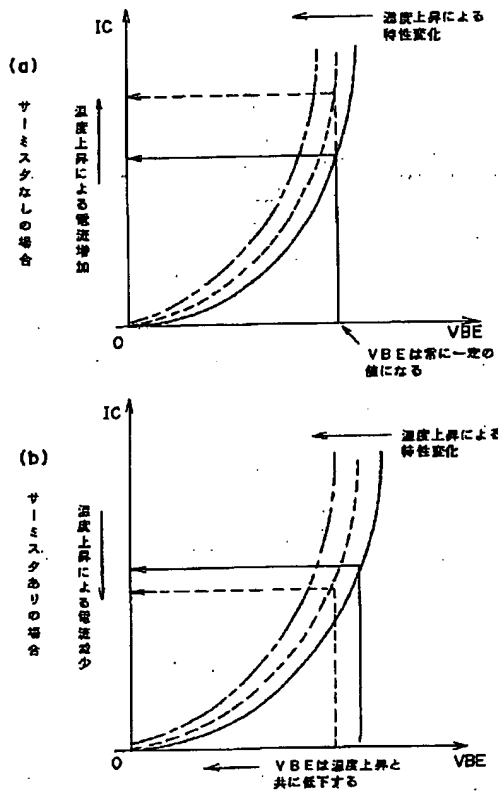 IC
温度上昇による
特性変化
(a)
サーミスタなしの場合
温度上昇による電流増加
O
VBE
VBEは常に一定の
値になる
IC
温度上昇による
特性変化
(b)
サーミスタありの場合
温度上昇による電流減少
O
VBE
VBEは温度上昇と
共に低下する